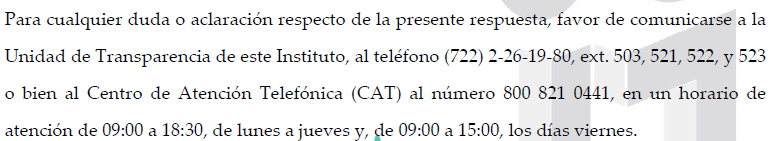 Para cualquier duda o aclaración respecto de la presente respuesta, favor de comunicarse a la
Unidad de Transparencia de este Instituto, al teléfono (722) 2-26-19-80, ext. 503, 521, 522, y 523
o bien al Centro de Atención Telefónica (CAT) al número 800 821 0441, en un horario de
atención de 09:00 a 18:30, de lunes a jueves y, de 09:00 a 15:00, los días viernes.